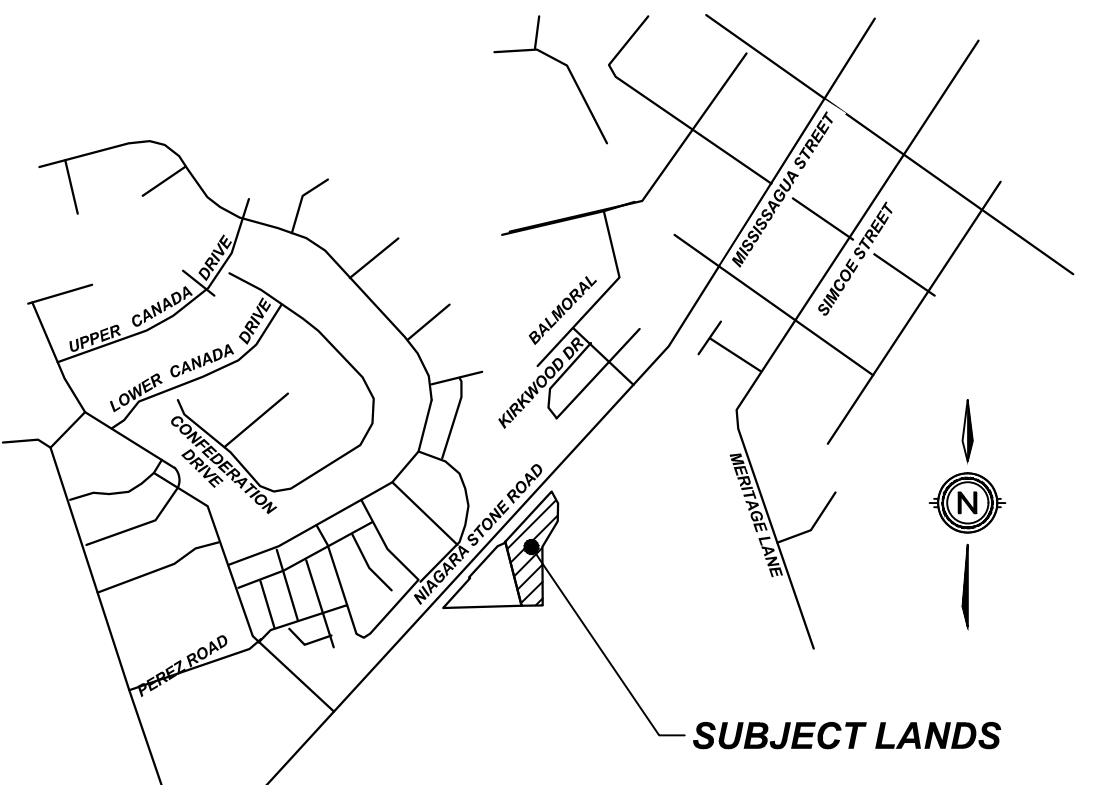 MISSISSAGUA STREET
SIMCOE STREET
UPPER CANADA DRIVE
LOWER CANADA DRIVE
BALMORAL
KIRKWOOD DR
CONFEDERATION
DRIVE
NIAGARA STONE ROAD
MERITAGE LANE
N
PEREZ ROAD
SUBJECT LANDS